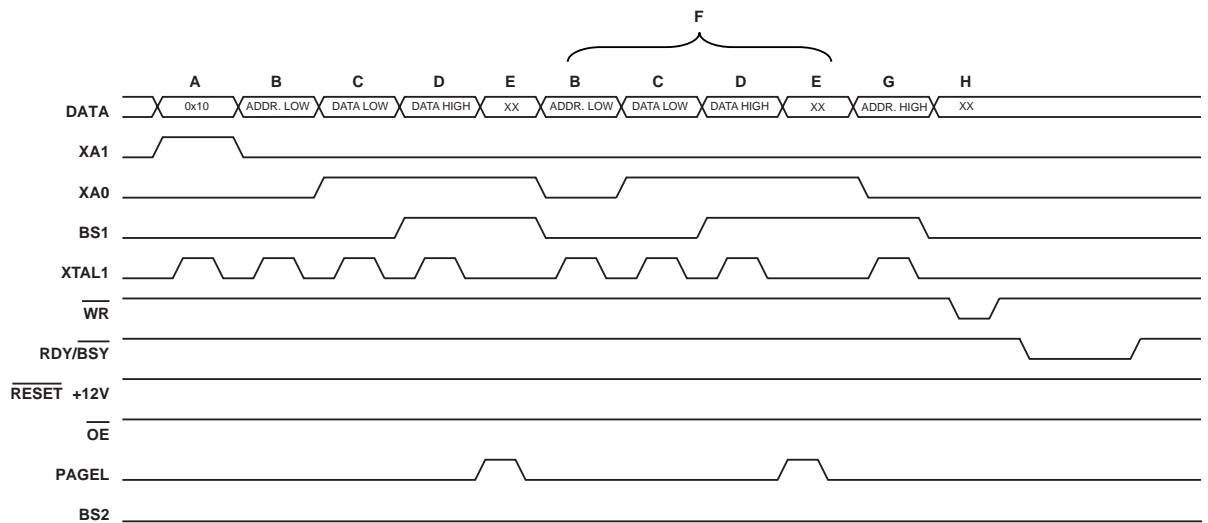 F
A B C D E B C D E G H
DATA 0x10 ADDR. LOW DATA LOW DATA HIGH XX ADDR. LOW DATA LOW DATA HIGH XX ADDR. HIGH XX
XA1
XA0
BS1
XTAL1
WR
RDY/BSY
RESET +12V
OE
PAGEL
BS2